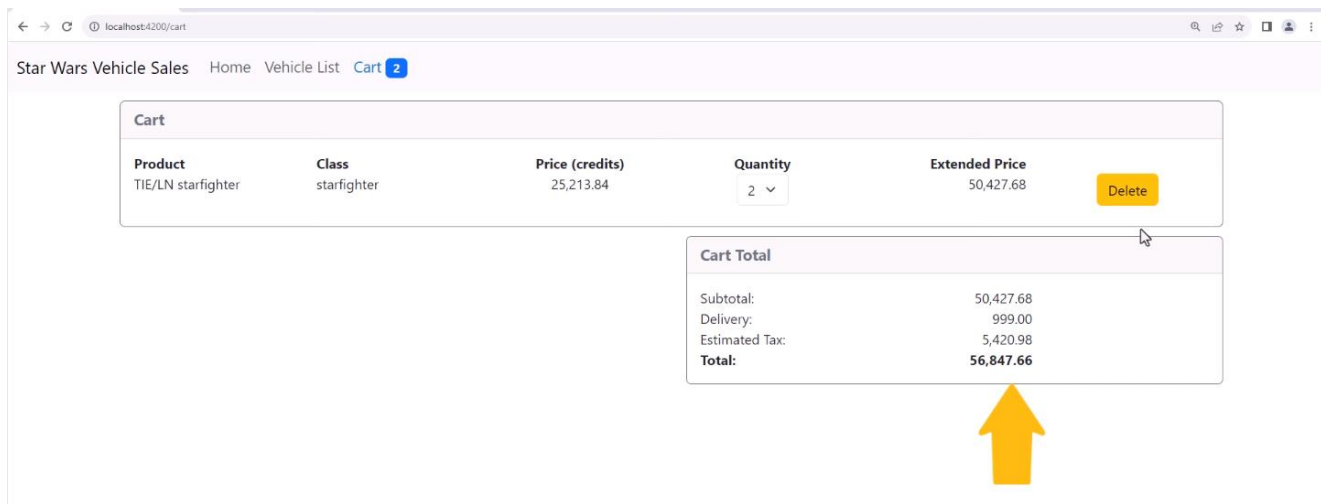 localhost:4200/cart
Star Wars Vehicle Sales Home Vehicle List Cart 2
Cart
Product Class Price (credits) Quantity Extended Price
TIE/LN starfighter starfighter 25,213.84 2 50,427.68 Delete
Cart Total
Subtotal: 50,427.68
Delivery: 999.00
Estimated Tax: 5,420.98
Total: 56,847.66